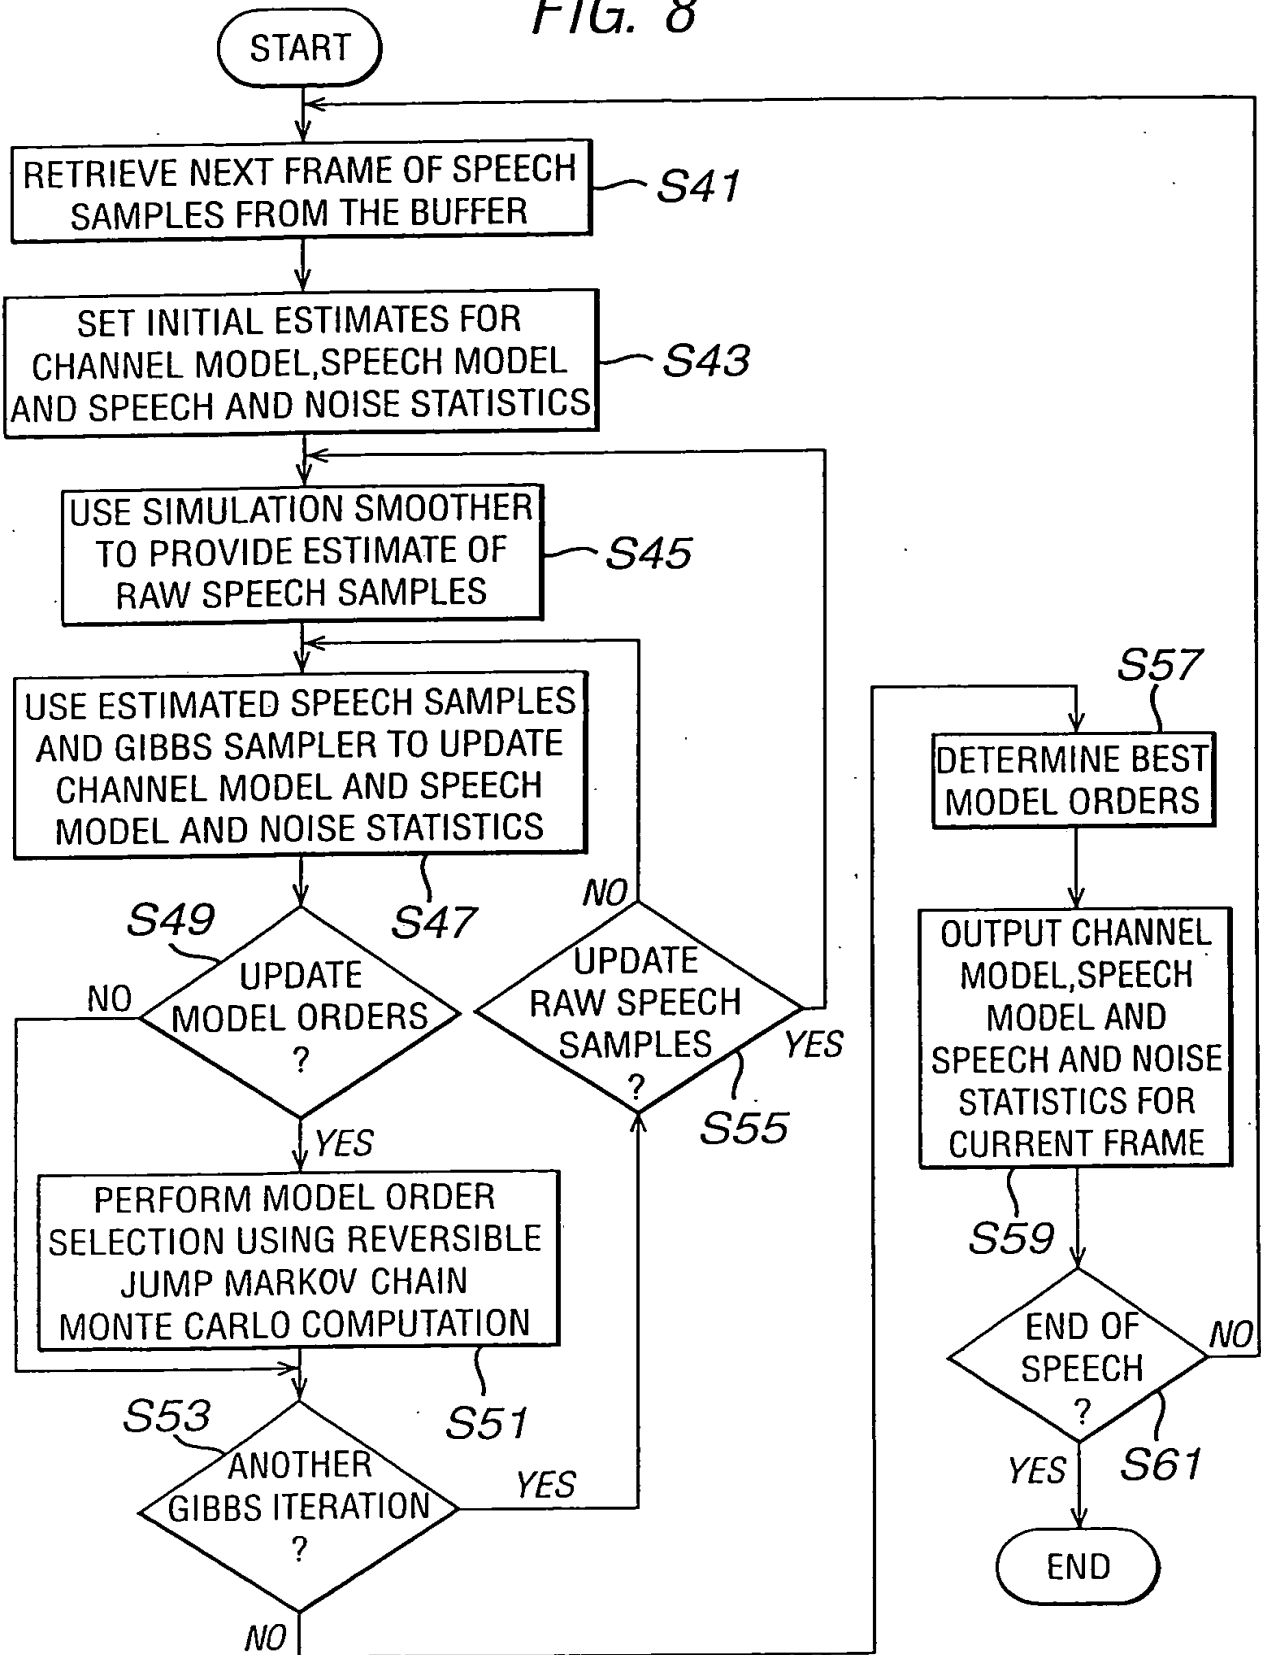 FIG. 8
START
RETRIEVE NEXT FRAME OF SPEECH
SAMPLES FROM THE BUFFER
S41
SET INITIAL ESTIMATES FOR
CHANNEL MODEL,SPEECH MODEL
AND SPEECH AND NOISE STATISTICS
S43
USE SIMULATION SMOOTHER
TO PROVIDE ESTIMATE OF
RAW SPEECH SAMPLES
S45
USE ESTIMATED SPEECH SAMPLES
AND GIBBS SAMPLER TO UPDATE
CHANNEL MODEL AND SPEECH
MODEL AND NOISE STATISTICS
S47
S49
UPDATE
MODEL ORDERS
?
NO
YES
PERFORM MODEL ORDER
SELECTION USING REVERSIBLE
JUMP MARKOV CHAIN
MONTE CARLO COMPUTATION
S51
S53
ANOTHER
GIBBS ITERATION
?
YES
NO
NO
UPDATE
RAW SPEECH
SAMPLES
?
YES
S55
S57
DETERMINE BEST
MODEL ORDERS
OUTPUT CHANNEL
MODEL,SPEECH
MODEL AND
SPEECH AND NOISE
STATISTICS FOR
CURRENT FRAME
S59
END OF
SPEECH
?
NO
YES
S61
END